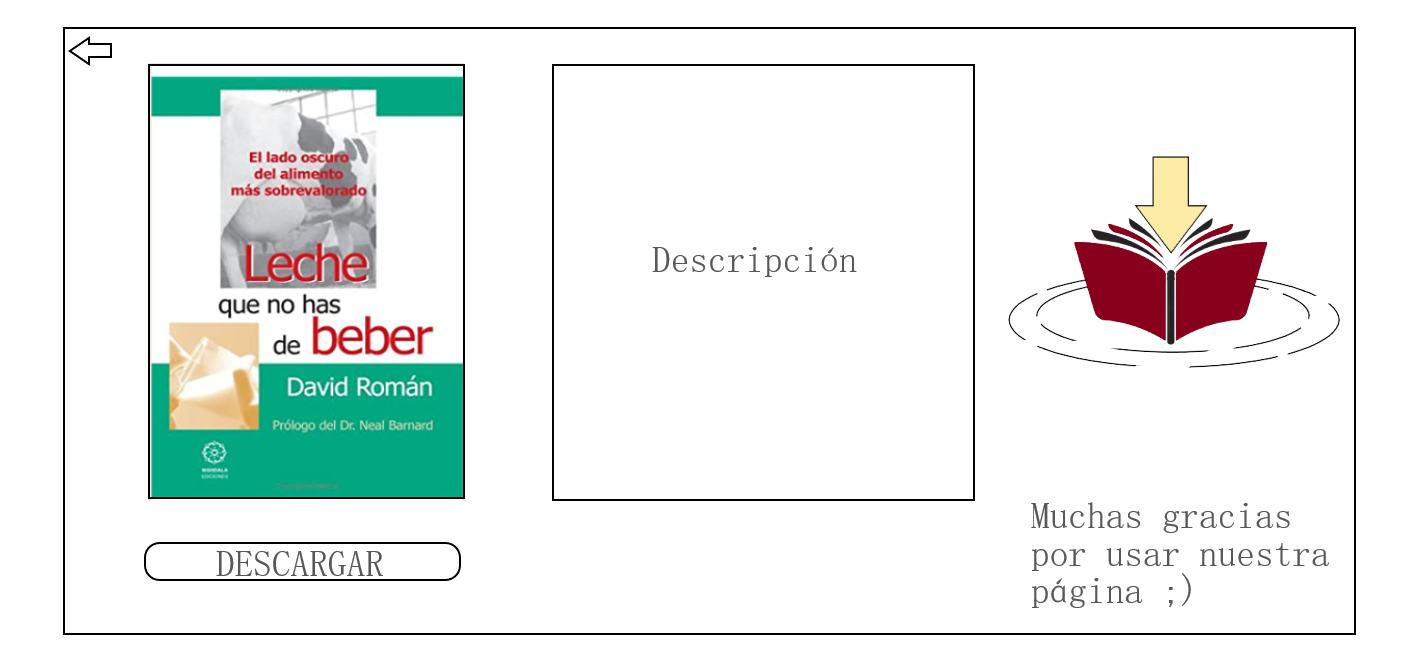 El lado oscuro
del alimento
más sobrevalorado
Leche
que no has
de beber
David Román
Prólogo del Dr. Neal Barnard
MANDALA
EDICIONES
DESCARGAR
Descripción
Muchas gracias
por usar nuestra
página ;)